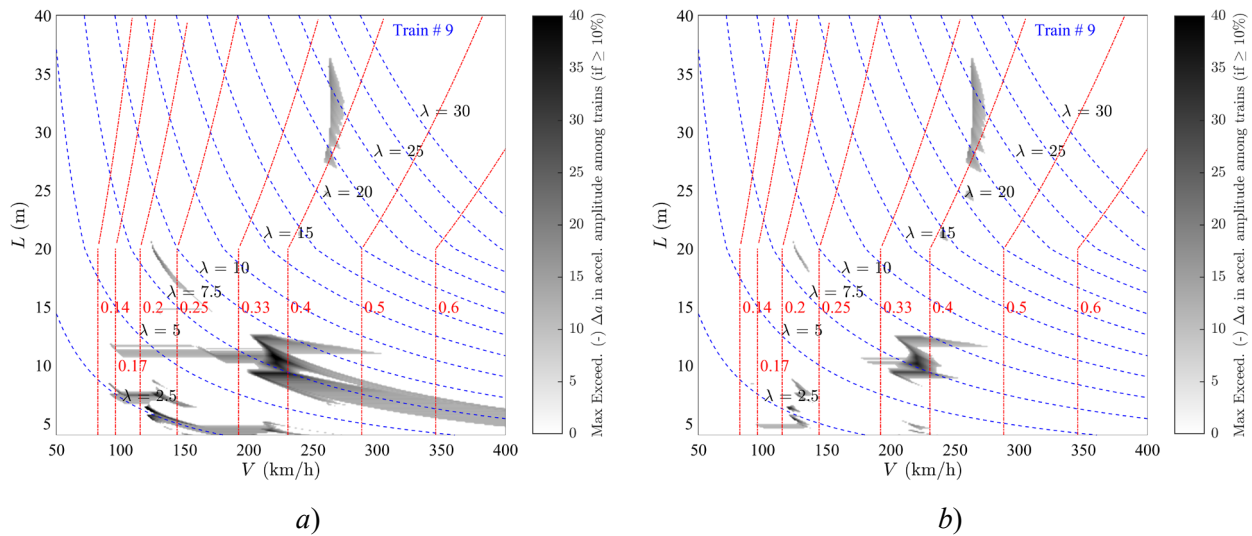 Train # 9
40
35
30
25
20
15
10
5
L (m)
λ = 30
λ = 25
λ = 20
λ = 15
λ = 10
λ = 7.5
λ = 5
λ = 2.5
0.14
0.2
0.25
0.33
0.4
0.5
0.6
0.17
50 100 150 200 250 300 350 400
V (km/h)
40
35
30
25
20
15
10
5
0
Max Exceed. (-) Δa in accel. amplitude among trains (if ≥ 10%)
a)
Train # 9
40
35
30
25
20
15
10
5
L (m)
λ = 30
λ = 25
λ = 20
λ = 15
λ = 10
λ = 7.5
λ = 5
λ = 2.5
0.14
0.2
0.25
0.33
0.4
0.5
0.6
0.17
50 100 150 200 250 300 350 400
V (km/h)
40
35
30
25
20
15
10
5
0
Max Exceed. (-) Δa in accel. amplitude among trains (if ≥ 10%)
b)